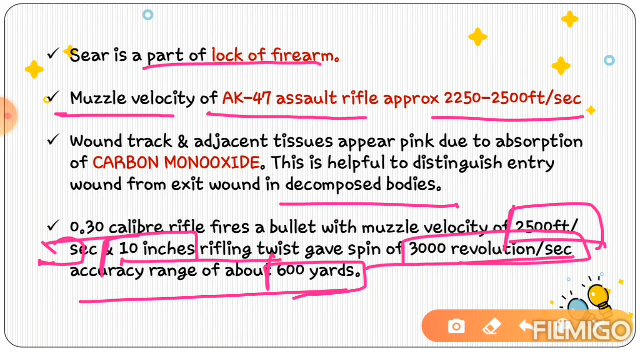 Sear is a part of lock of firearm.
Muzzle velocity of AK-47 assault rifle approx 2250-2500ft/sec
Wound track & adjacent tissues appear pink due to absorption
of CARBON MONOOXIDE. This is helpful to distinguish entry
wound from exit wound in decomposed bodies.
0.30 calibre rifle fires a bullet with muzzle velocity of 2500ft/
sec & 10 inches rifling twist gave spin of 3000 revolution/sec
accuracy range of about 600 yards.
FILMIGO